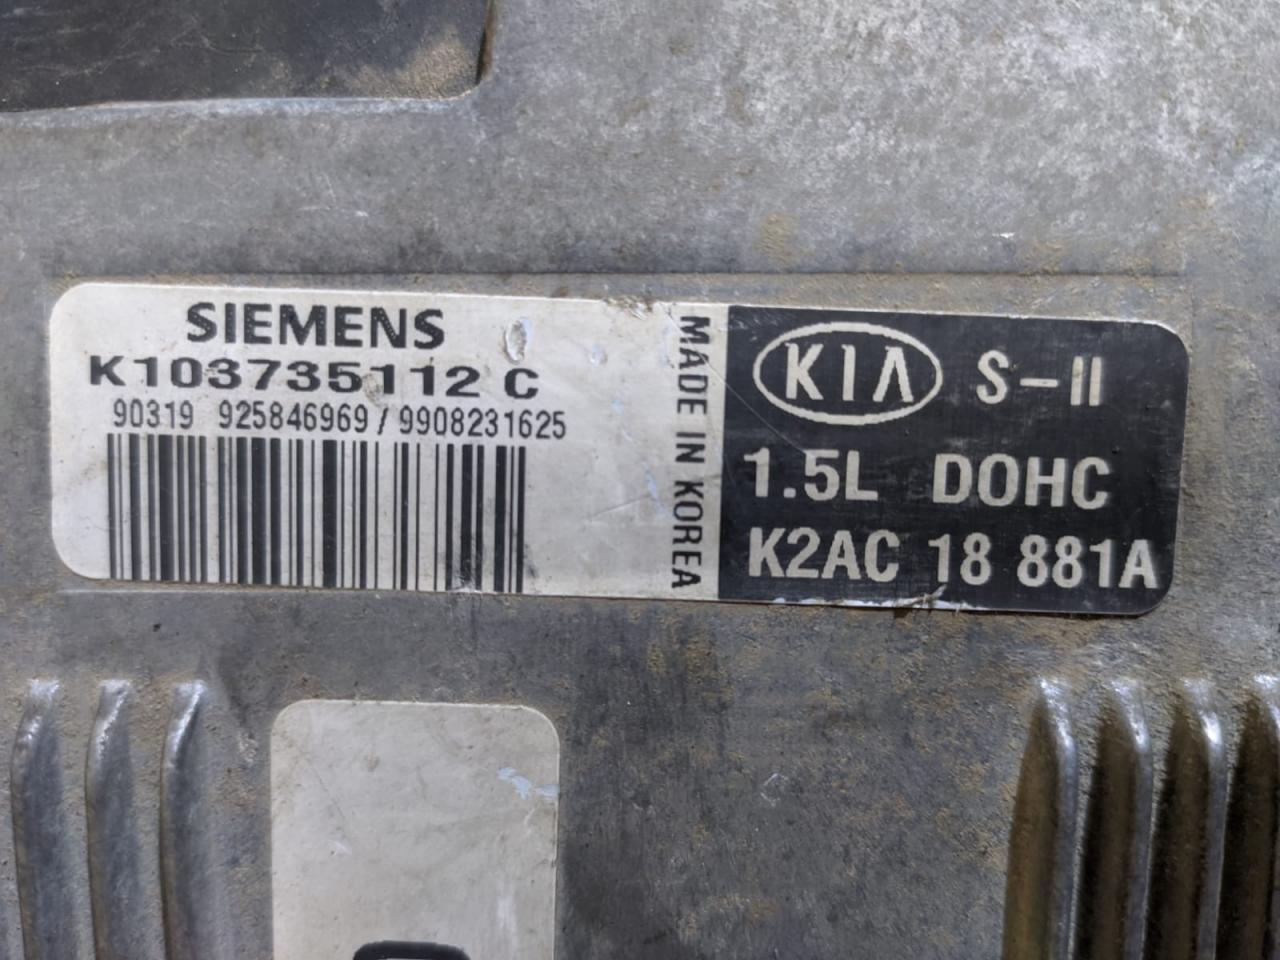 SIEMENS
K103735112 C
90319 925846969 / 9908231625
MADE IN KOREA
KIA S-II
1.5L DOHC
K2AC 18 881A